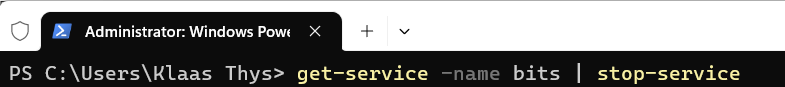 Administrator: Windows Powe
PS C:\Users\Klaas Thys> get-service -name bits | stop-service